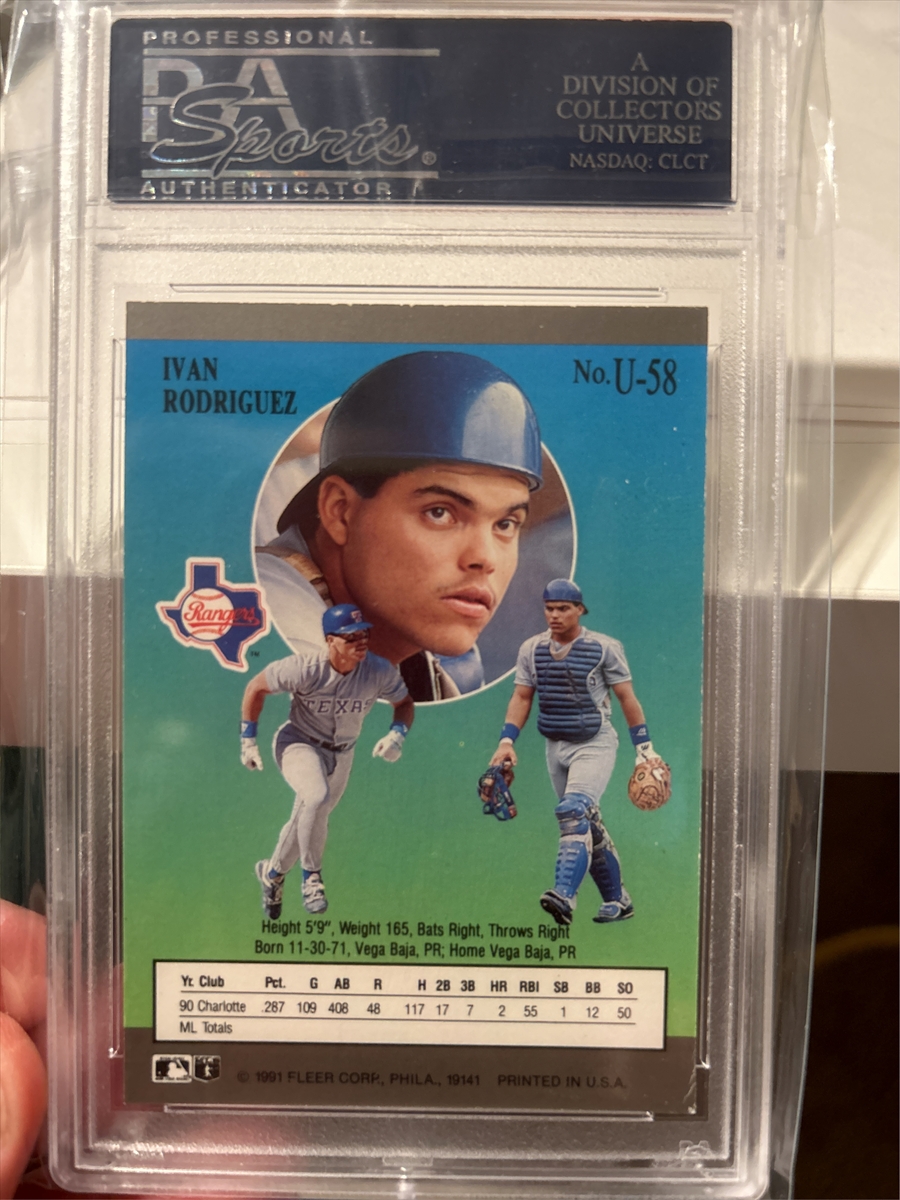 PROFESSIONAL
PSA
Sports®
AUTHENTICATOR
A
DIVISION OF
COLLECTORS
UNIVERSE
NASDAQ: CLCT
IVAN
RODRIGUEZ
No. U-58
Rangers
TM
TEXAS
Height 5'9", Weight 165, Bats Right, Throws Right
Born 11-30-71, Vega Baja, PR; Home Vega Baja, PR
Yr. Club Pct. G AB R H 2B 3B HR RBI SB BB SO
90 Charlotte .287 109 408 48 117 17 7 2 55 1 12 50
ML Totals
© 1991 FLEER CORP., PHILA., 19141 PRINTED IN U.S.A.